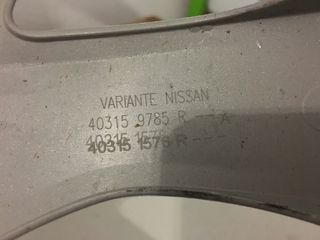 VARIANTE NISSAN
40315 9785 R ---A
40315 1576 R ---